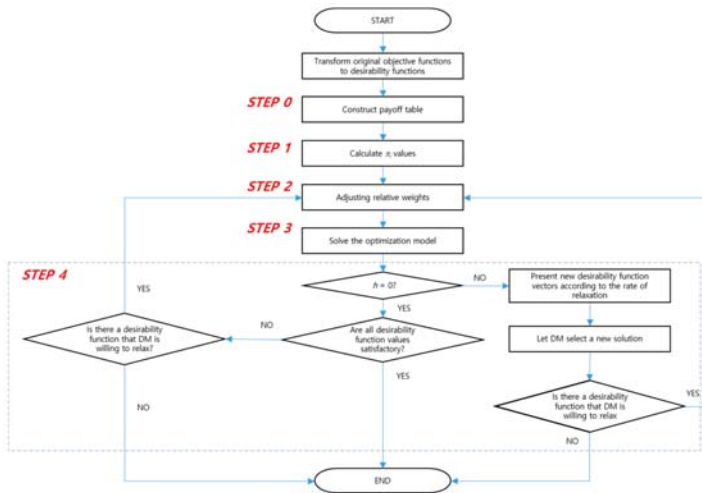 START
Transform original objective functions
to desirability functions
STEP 0
Construct payoff table
STEP 1
Calculate πᵢ values
STEP 2
Adjusting relative weights
STEP 3
Solve the optimization model
STEP 4
h = 0?
NO
Present new desirability function
vectors according to the rate of
relaxation
YES
YES
Is there a desirability
function that DM is
willing to relax?
NO
Are all desirability
function values
satisfactory?
Let DM select a new solution
YES
NO
Is there a desirability
function that DM is
willing to relax
YES
NO
END